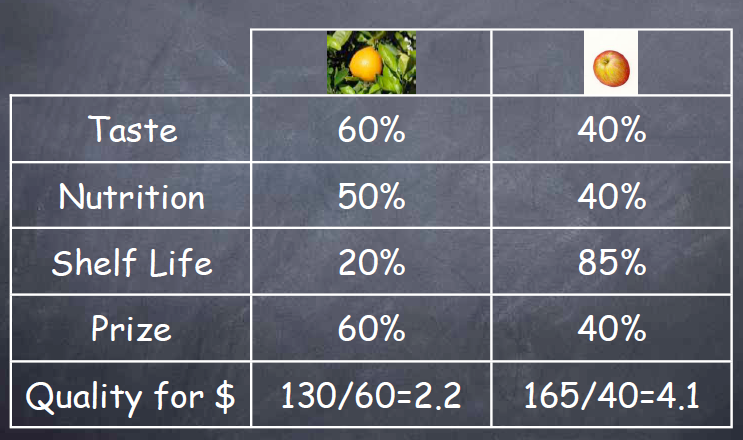 Taste 60% 40%
Nutrition 50% 40%
Shelf Life 20% 85%
Prize 60% 40%
Quality for $ 130/60=2.2 165/40=4.1